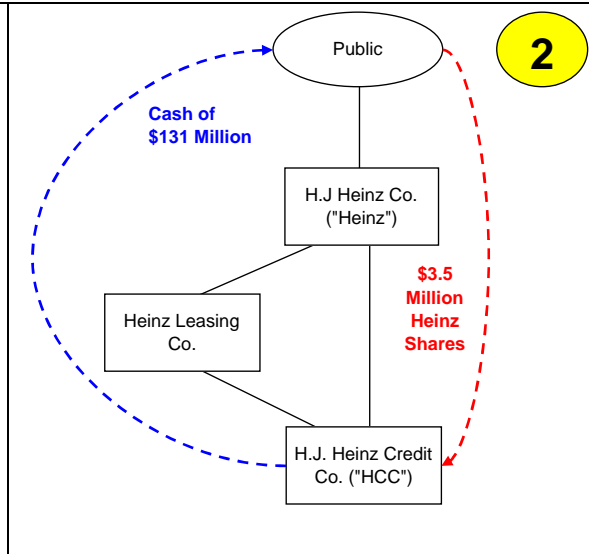 Public
2
Cash of
$131 Million
H.J Heinz Co.
("Heinz")
$3.5
Million
Heinz
Shares
Heinz Leasing
Co.
H.J. Heinz Credit
Co. ("HCC")